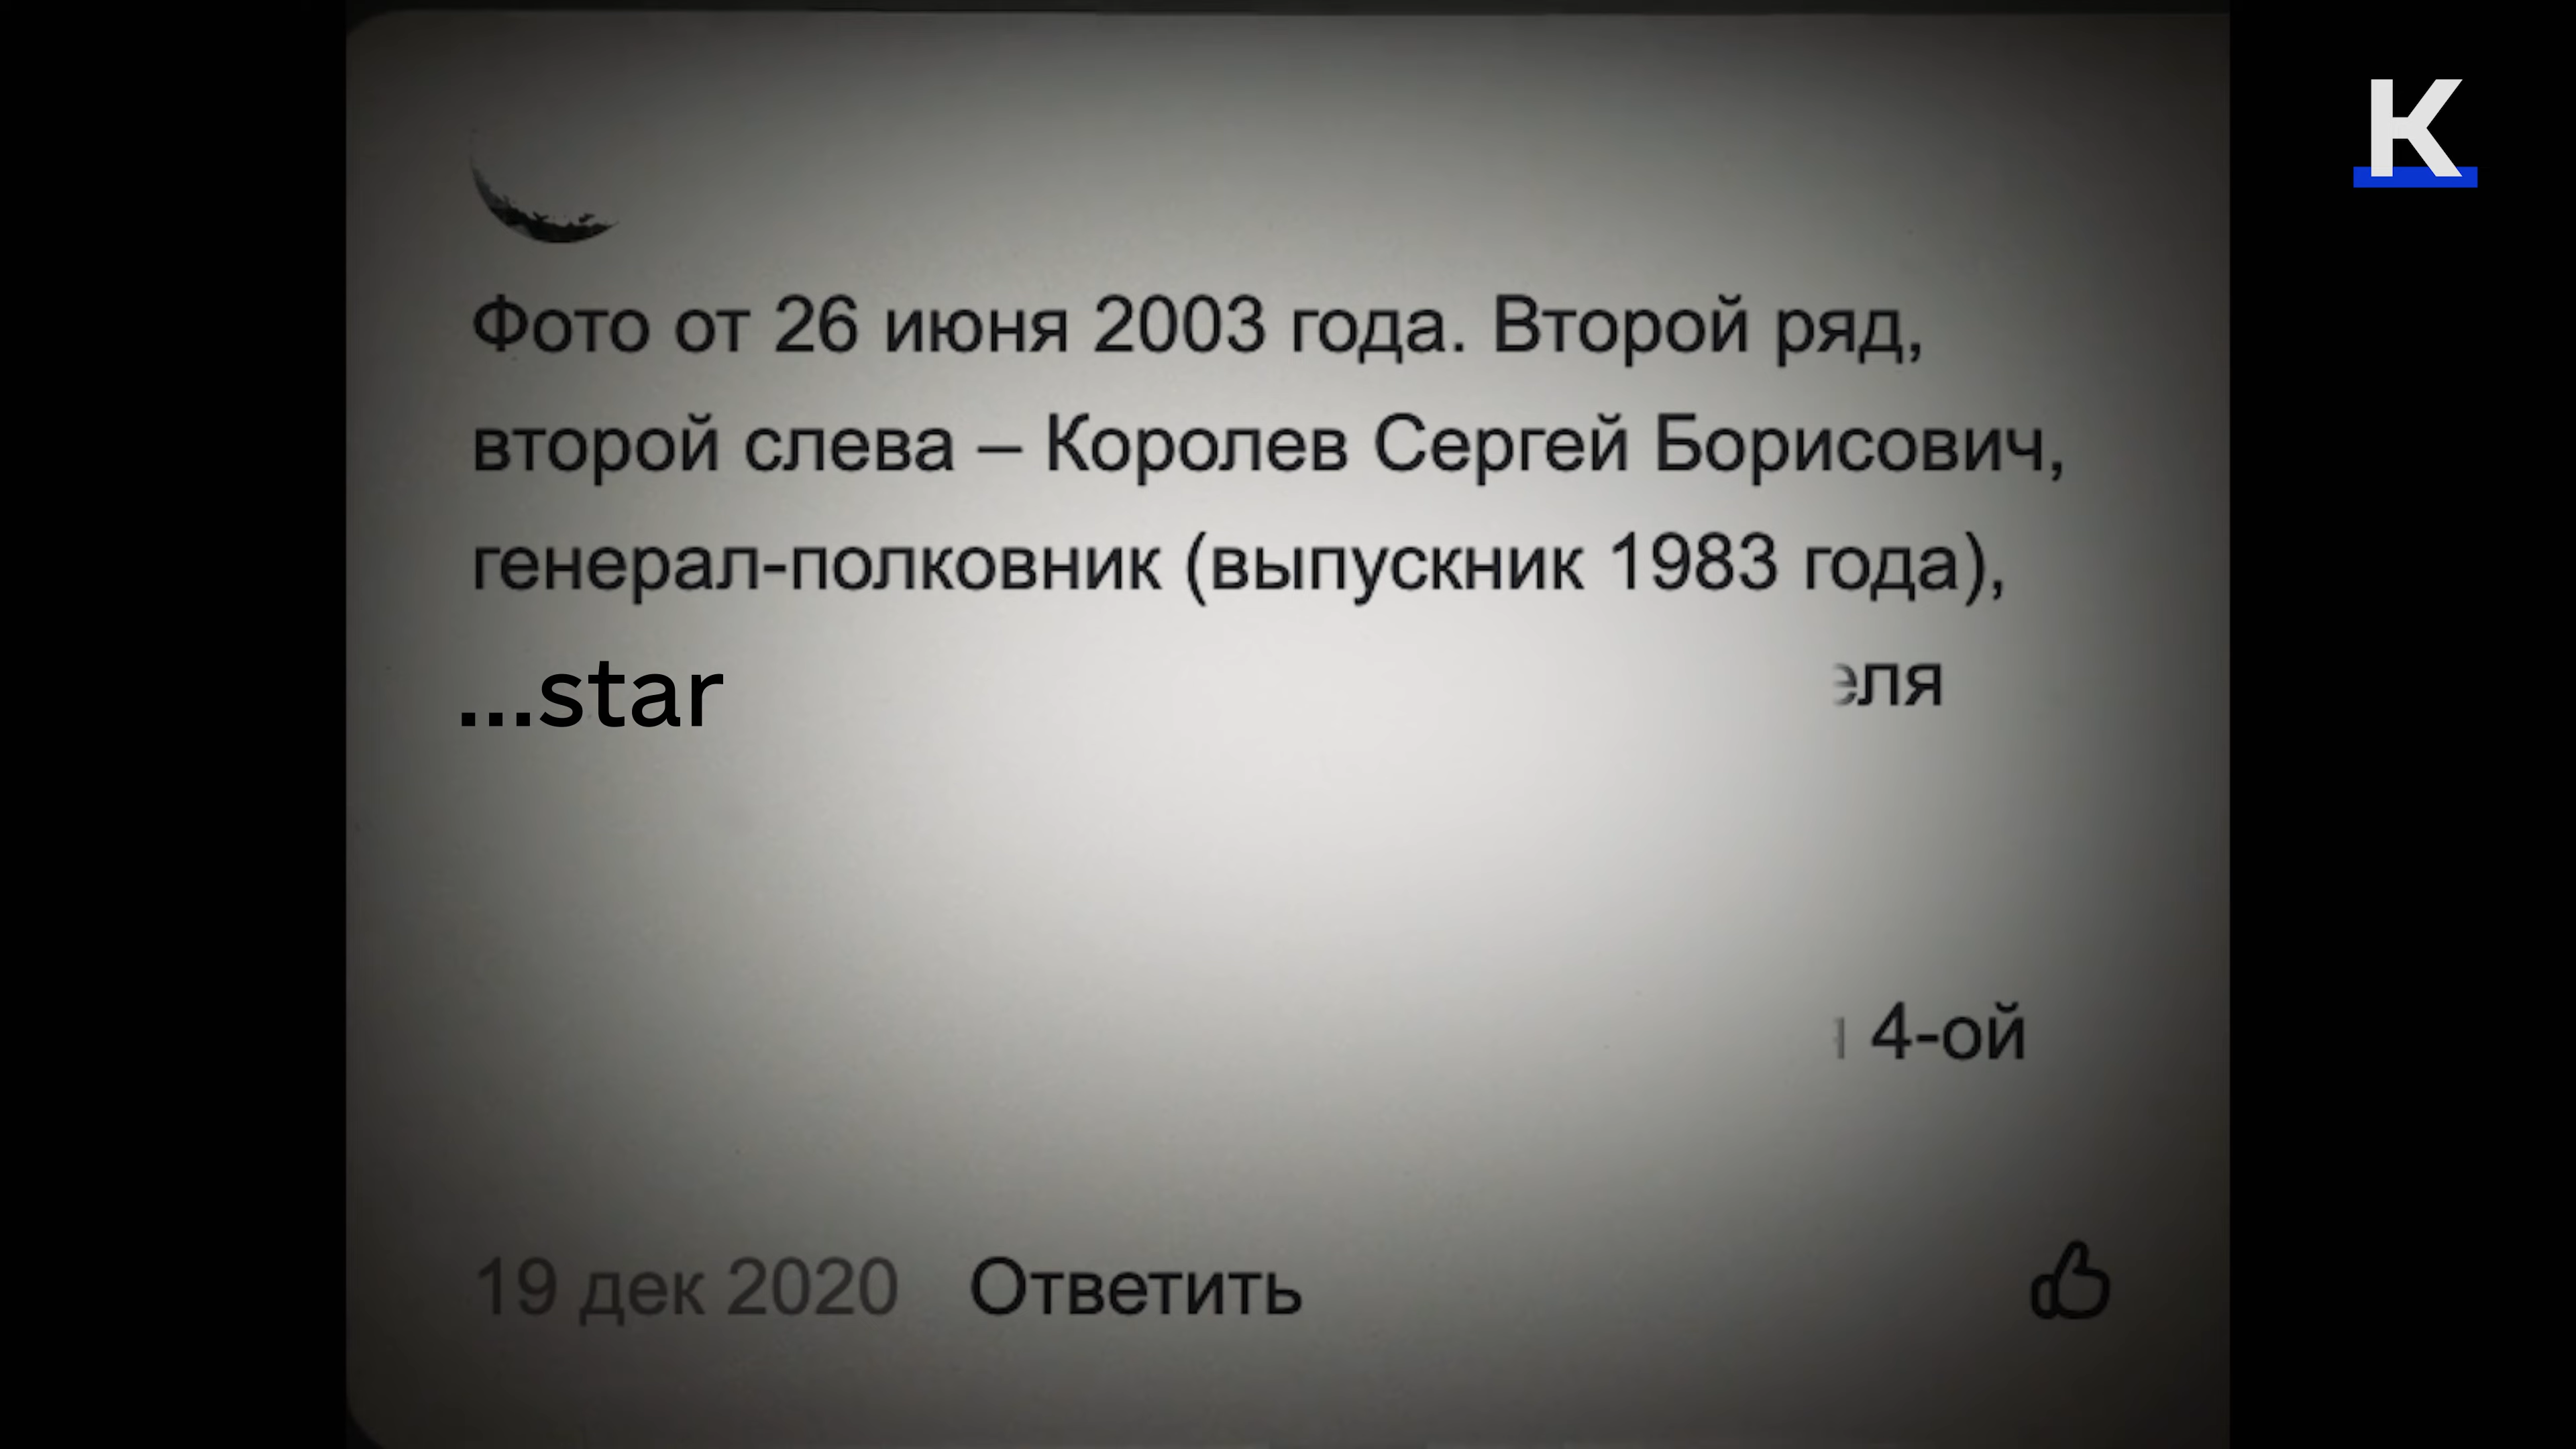 K
Фото от 26 июня 2003 года. Второй ряд,
второй слева – Королев Сергей Борисович,
генерал-полковник (выпускник 1983 года),
...star
4-ой
19 дек 2020 Ответить